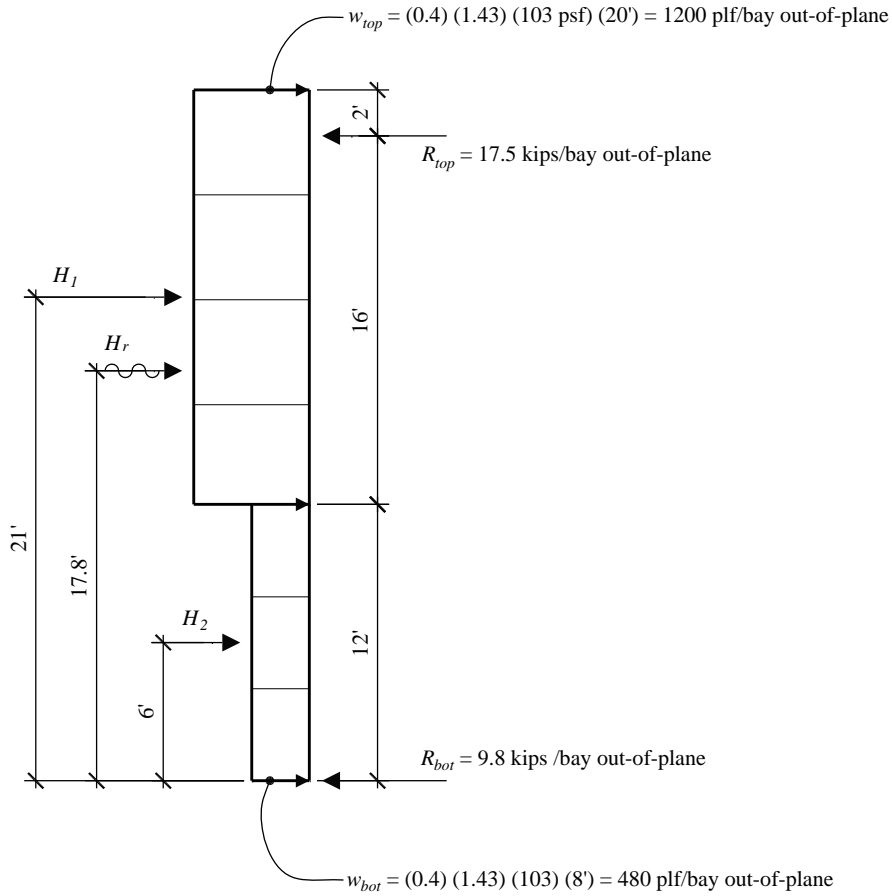 w_top = (0.4) (1.43) (103 psf) (20') = 1200 plf/bay out-of-plane
2'
R_top = 17.5 kips/bay out-of-plane
H_1
16'
H_r
21'
17.8'
H_2
12'
6'
R_bot = 9.8 kips /bay out-of-plane
w_bot = (0.4) (1.43) (103) (8') = 480 plf/bay out-of-plane